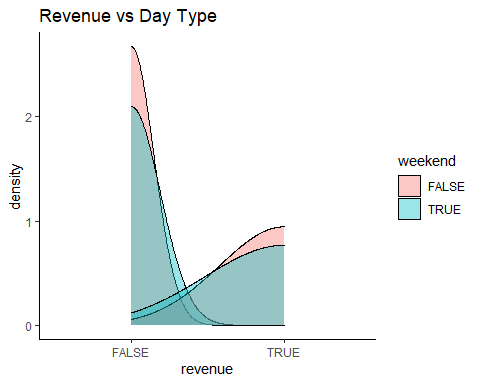 Revenue vs Day Type
density
2
1
0
FALSE
TRUE
revenue
weekend
FALSE
TRUE